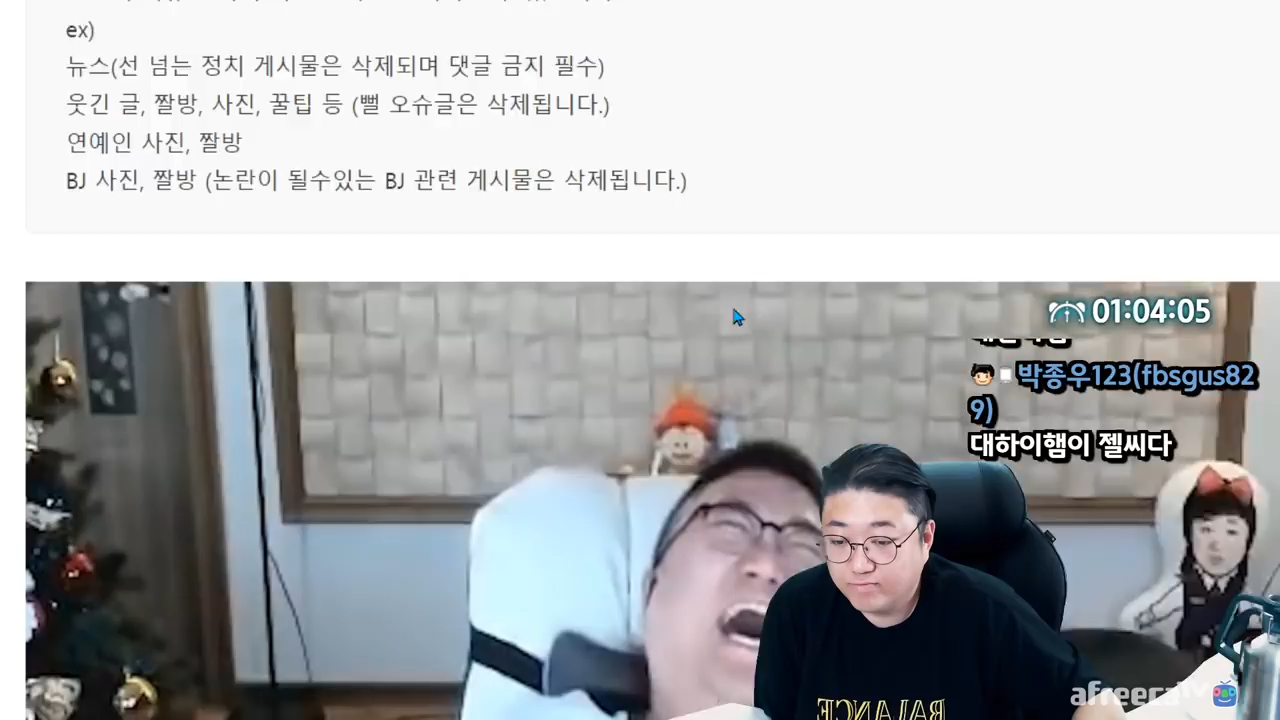 ex)
뉴스(선 넘는 정치 게시물은 삭제되며 댓글 금지 필수)
웃긴 글, 짤방, 사진, 꿀팁 등 (뻘 오슈글은 삭제됩니다.)
연예인 사진, 짤방
BJ 사진, 짤방 (논란이 될수있는 BJ 관련 게시물은 삭제됩니다.)
01:04:05
박종우123(fbsgus82
9)
대하이햄이 젤씨다
BALANCE
afreecaTV